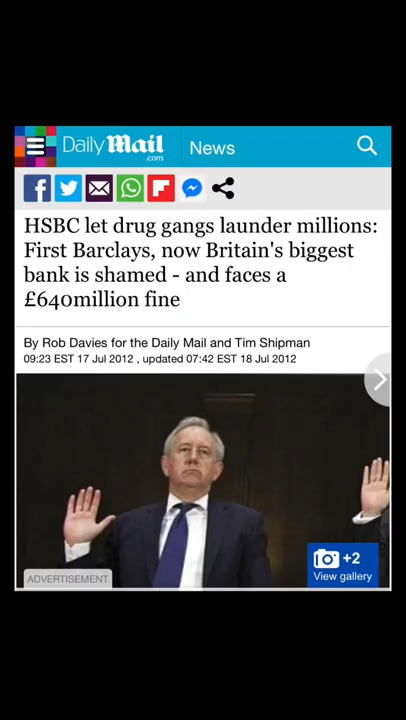 Daily Mail .com News
HSBC let drug gangs launder millions:
First Barclays, now Britain's biggest
bank is shamed - and faces a
£640million fine
By Rob Davies for the Daily Mail and Tim Shipman
09:23 EST 17 Jul 2012 , updated 07:42 EST 18 Jul 2012
+2
View gallery
ADVERTISEMENT